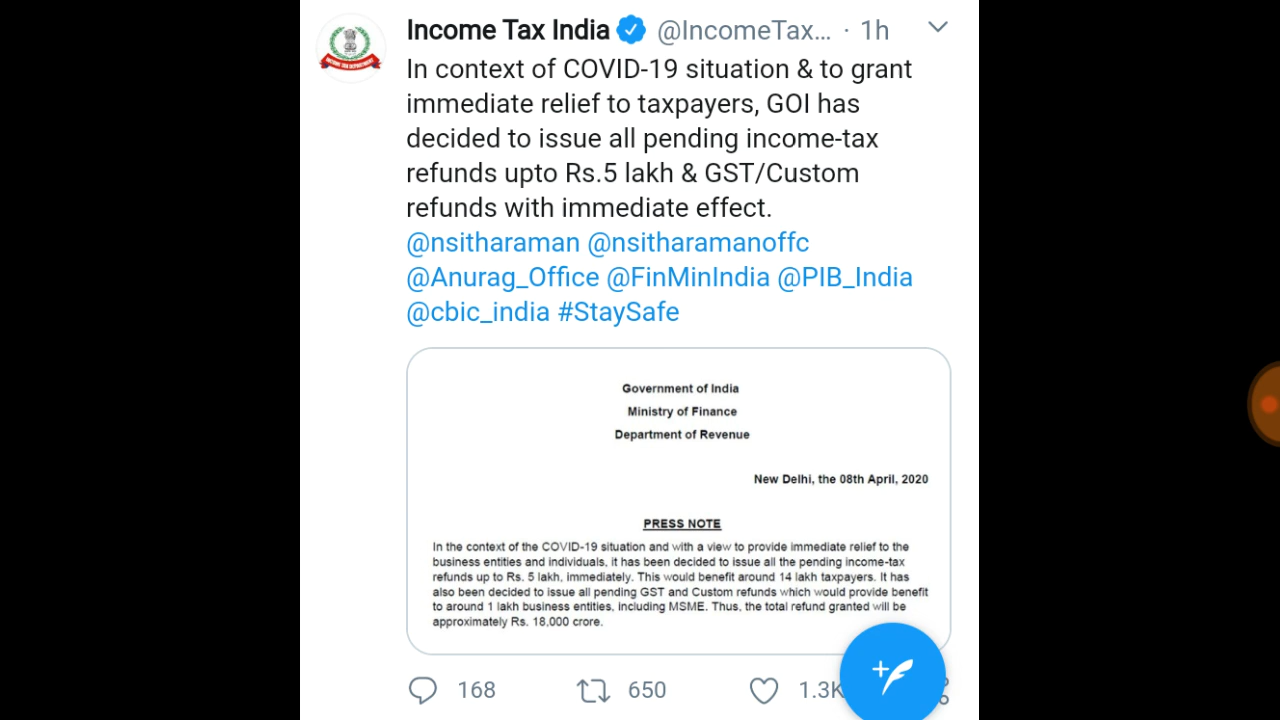 Income Tax India @IncomeTax... · 1h
In context of COVID-19 situation & to grant
immediate relief to taxpayers, GOI has
decided to issue all pending income-tax
refunds upto Rs.5 lakh & GST/Custom
refunds with immediate effect.
@nsitharaman @nsitharamanoffc
@Anurag_Office @FinMinIndia @PIB_India
@cbic_india #StaySafe
Government of India
Ministry of Finance
Department of Revenue
New Delhi, the 08th April, 2020
PRESS NOTE
In the context of the COVID-19 situation and with a view to provide immediate relief to the
business entities and individuals, it has been decided to issue all the pending income-tax
refunds up to Rs. 5 lakh, immediately. This would benefit around 14 lakh taxpayers. It has
also been decided to issue all pending GST and Custom refunds which would provide benefit
to around 1 lakh business entities, including MSME. Thus, the total refund granted will be
approximately Rs. 18,000 crore.
168 650 1.3K